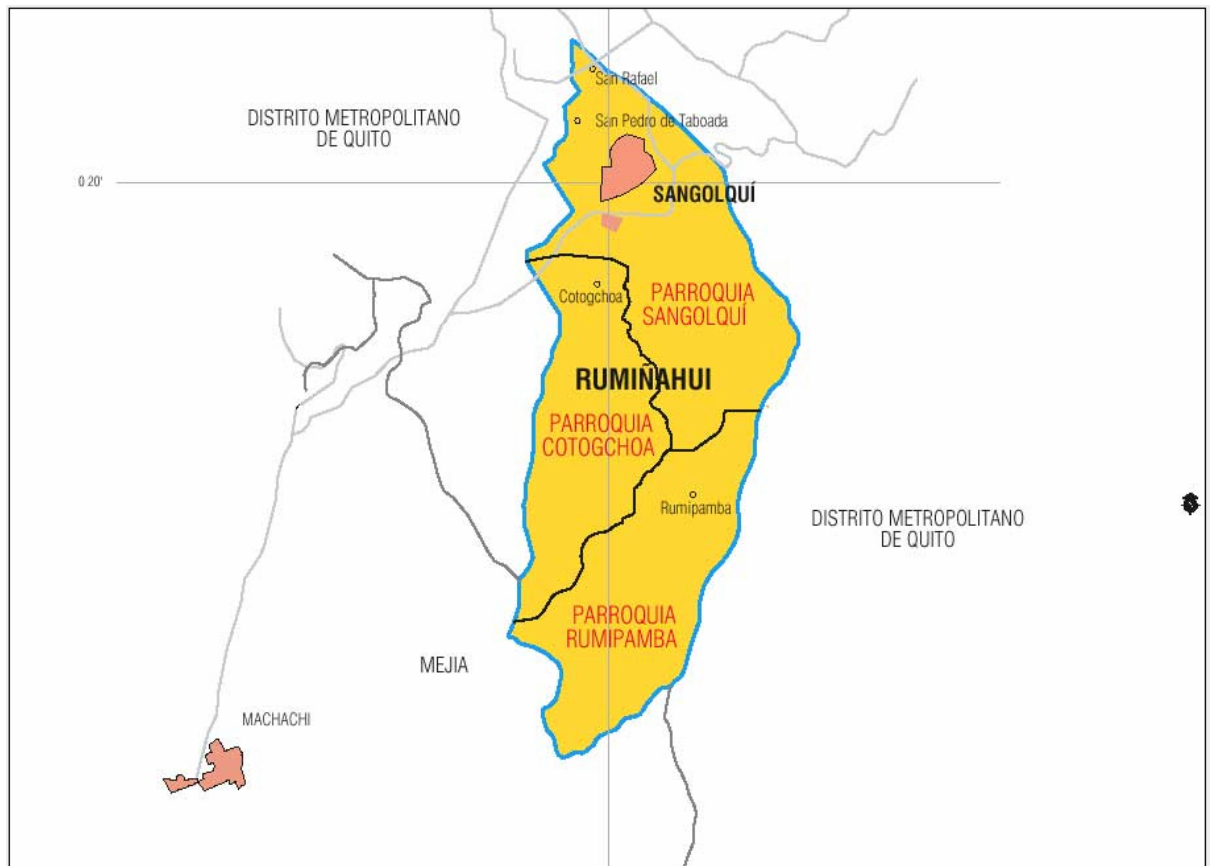 San Rafael
DISTRITO METROPOLITANO
DE QUITO
San Pedro de Taboada
0 20'
SANGOLQUÍ
Cotogchoa
PARROQUIA
SANGOLQUÍ
RUMIÑAHUI
PARROQUIA
COTOGCHOA
Rumipamba
DISTRITO METROPOLITANO
DE QUITO
PARROQUIA
RUMIPAMBA
MEJIA
MACHACHI